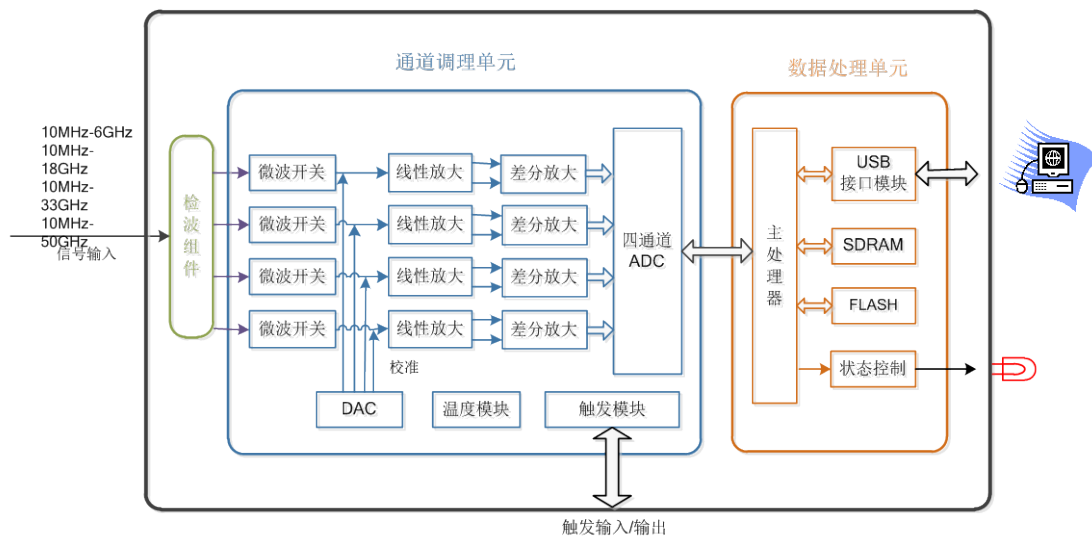 通道调理单元
数据处理单元
10MHz-6GHz
10MHz-
18GHz
10MHz-
33GHz
10MHz-
50GHz
信号输入
检波组件
微波开关
线性放大
差分放大
微波开关
线性放大
差分放大
微波开关
线性放大
差分放大
微波开关
线性放大
差分放大
四通道
ADC
校准
DAC
温度模块
触发模块
主处理器
USB
接口模块
SDRAM
FLASH
状态控制
触发输入/输出